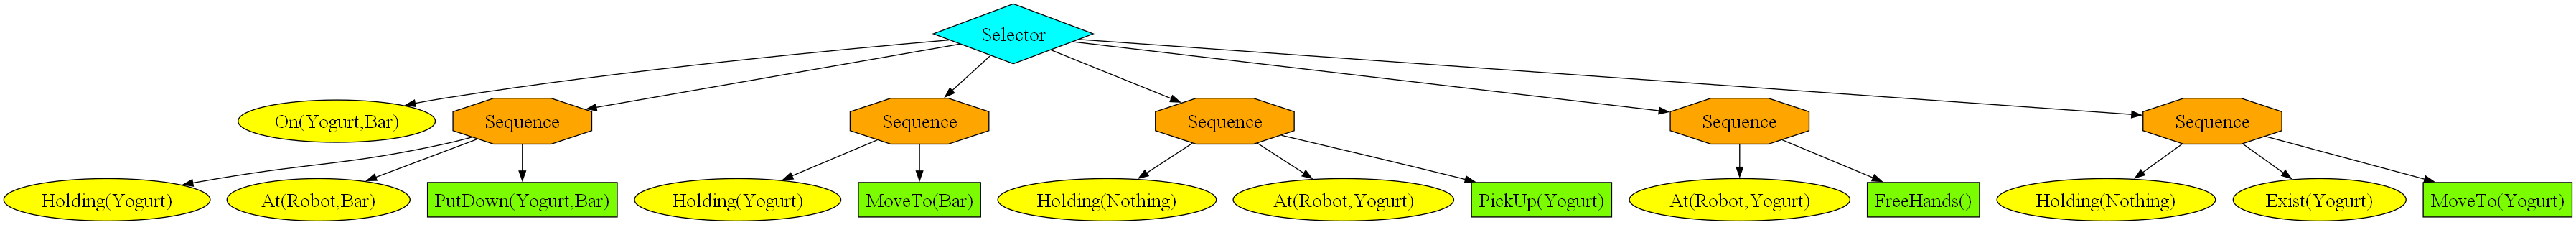 Selector
On(Yogurt,Bar)
Sequence
Sequence
Sequence
Sequence
Sequence
Holding(Yogurt)
At(Robot,Bar)
PutDown(Yogurt,Bar)
Holding(Yogurt)
MoveTo(Bar)
Holding(Nothing)
At(Robot,Yogurt)
PickUp(Yogurt)
At(Robot,Yogurt)
FreeHands()
Holding(Nothing)
Exist(Yogurt)
MoveTo(Yogurt)